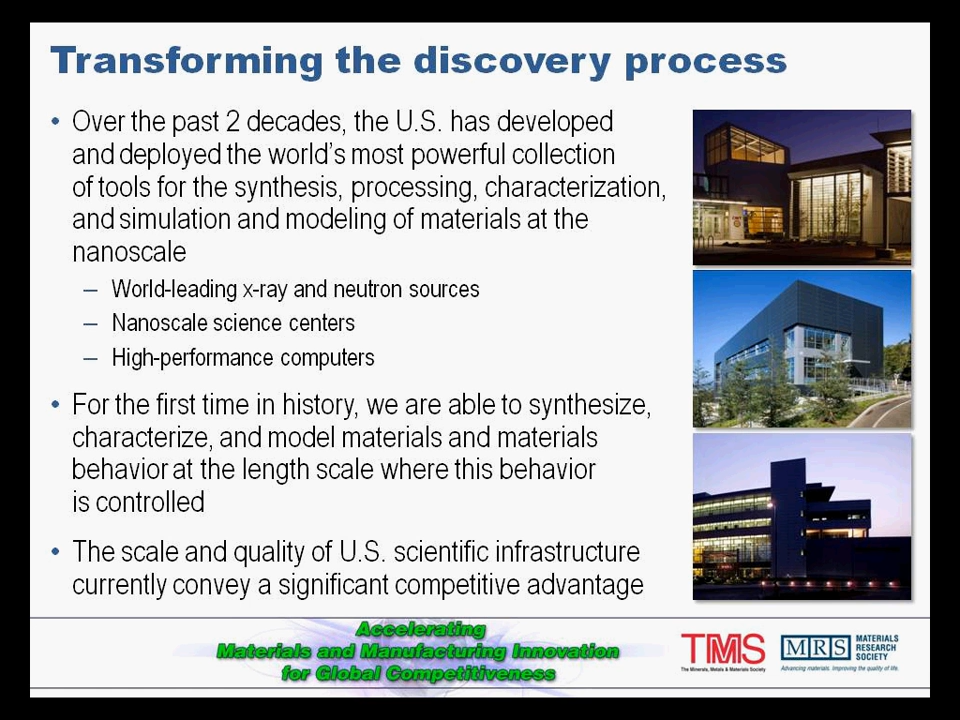 Transforming the discovery process
• Over the past 2 decades, the U.S. has developed
and deployed the world's most powerful collection
of tools for the synthesis, processing, characterization,
and simulation and modeling of materials at the
nanoscale
– World-leading x-ray and neutron sources
– Nanoscale science centers
– High-performance computers
• For the first time in history, we are able to synthesize,
characterize, and model materials and materials
behavior at the length scale where this behavior
is controlled
• The scale and quality of U.S. scientific infrastructure
currently convey a significant competitive advantage
Accelerating
Materials and Manufacturing Innovation
for Global Competitiveness
TMS
The Minerals, Metals & Materials Society
MRS
MATERIALS
RESEARCH
SOCIETY
Advancing materials. Improving the quality of life.